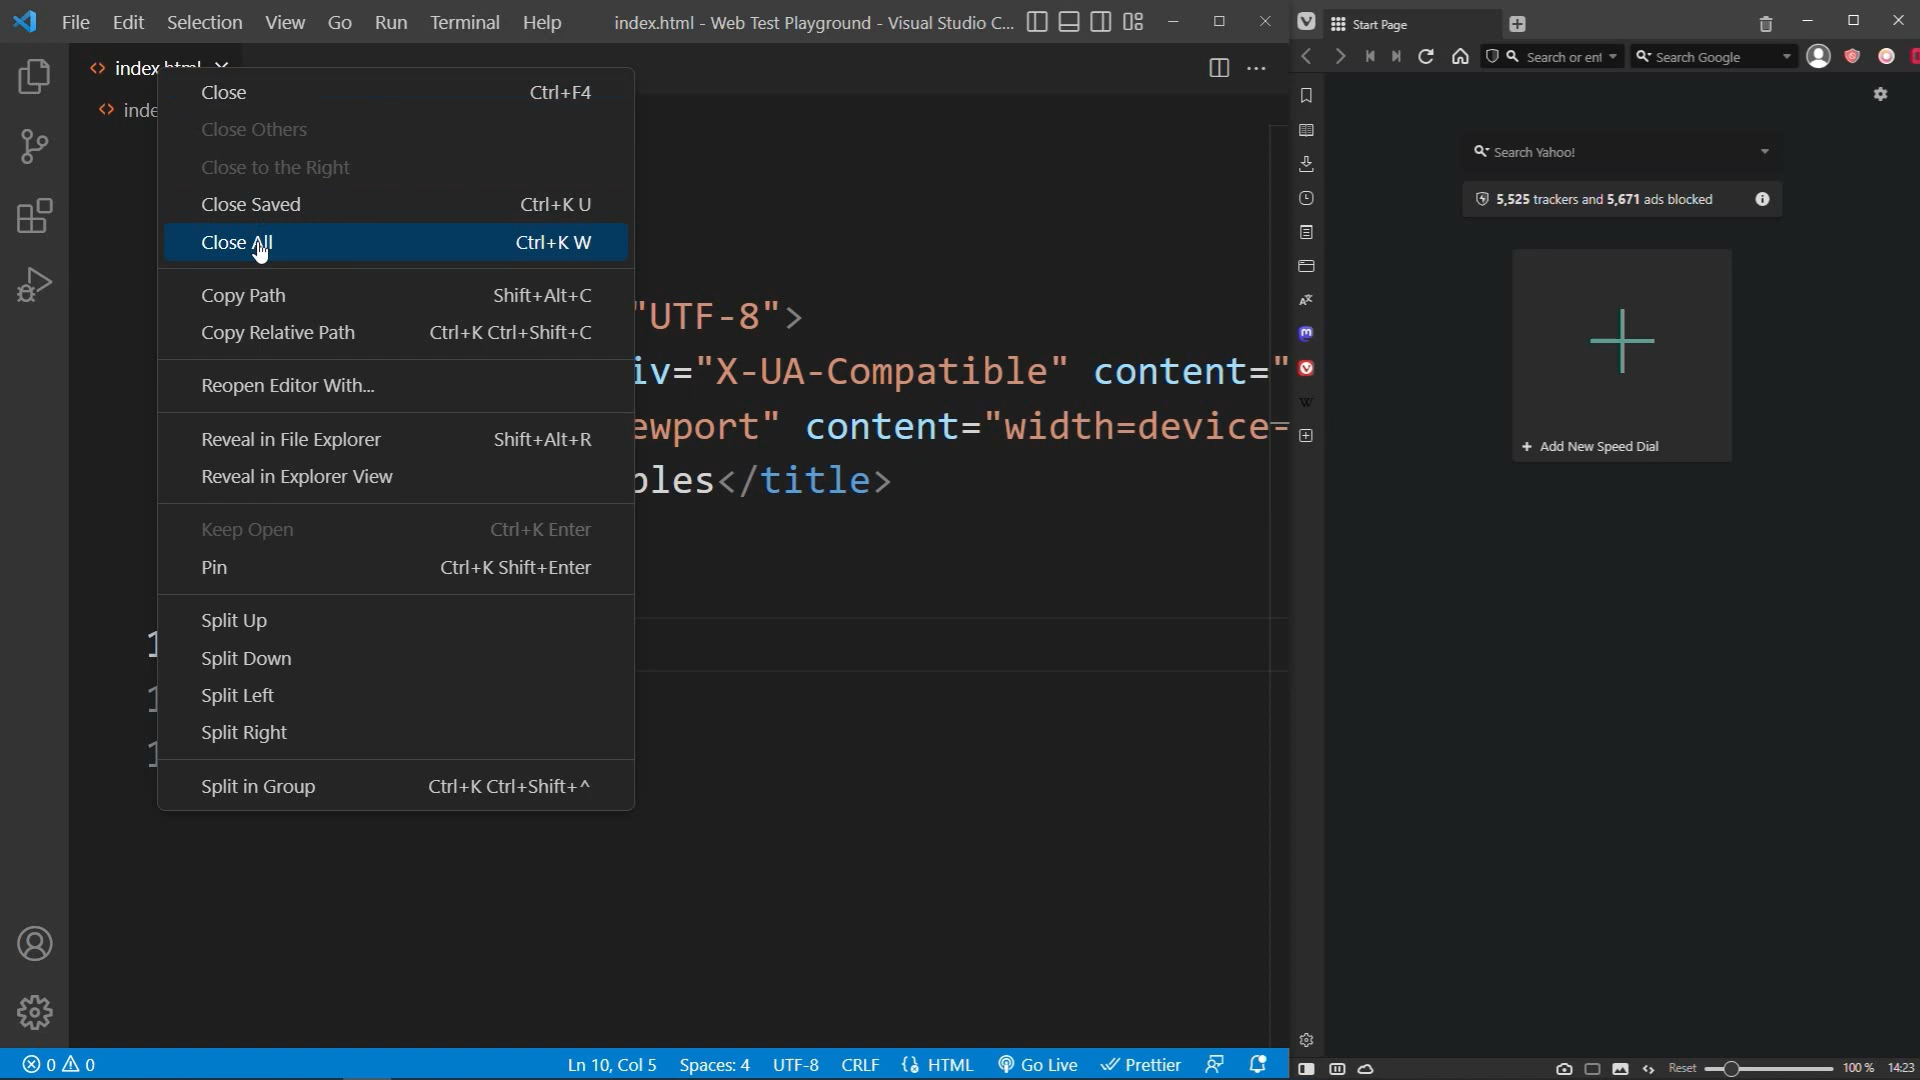 File Edit Selection View Go Run Terminal Help index.html - Web Test Playground - Visual Studio C...
index.html
Close Ctrl+F4
Close Others
Close to the Right
Close Saved Ctrl+K U
Close All Ctrl+K W
Copy Path Shift+Alt+C
Copy Relative Path Ctrl+K Ctrl+Shift+C
Reopen Editor With...
Reveal in File Explorer Shift+Alt+R
Reveal in Explorer View
Keep Open Ctrl+K Enter
Pin Ctrl+K Shift+Enter
Split Up
Split Down
Split Left
Split Right
Split in Group Ctrl+K Ctrl+Shift+^
"UTF-8">
iv="X-UA-Compatible" content="
ewport" content="width=device-
bles</title>
0 0 Ln 10, Col 5 Spaces: 4 UTF-8 CRLF {} HTML Go Live Prettier
Start Page
Search or ent Search Google
Search Yahoo!
5,525 trackers and 5,671 ads blocked
+ Add New Speed Dial
Reset 100 % 14:23